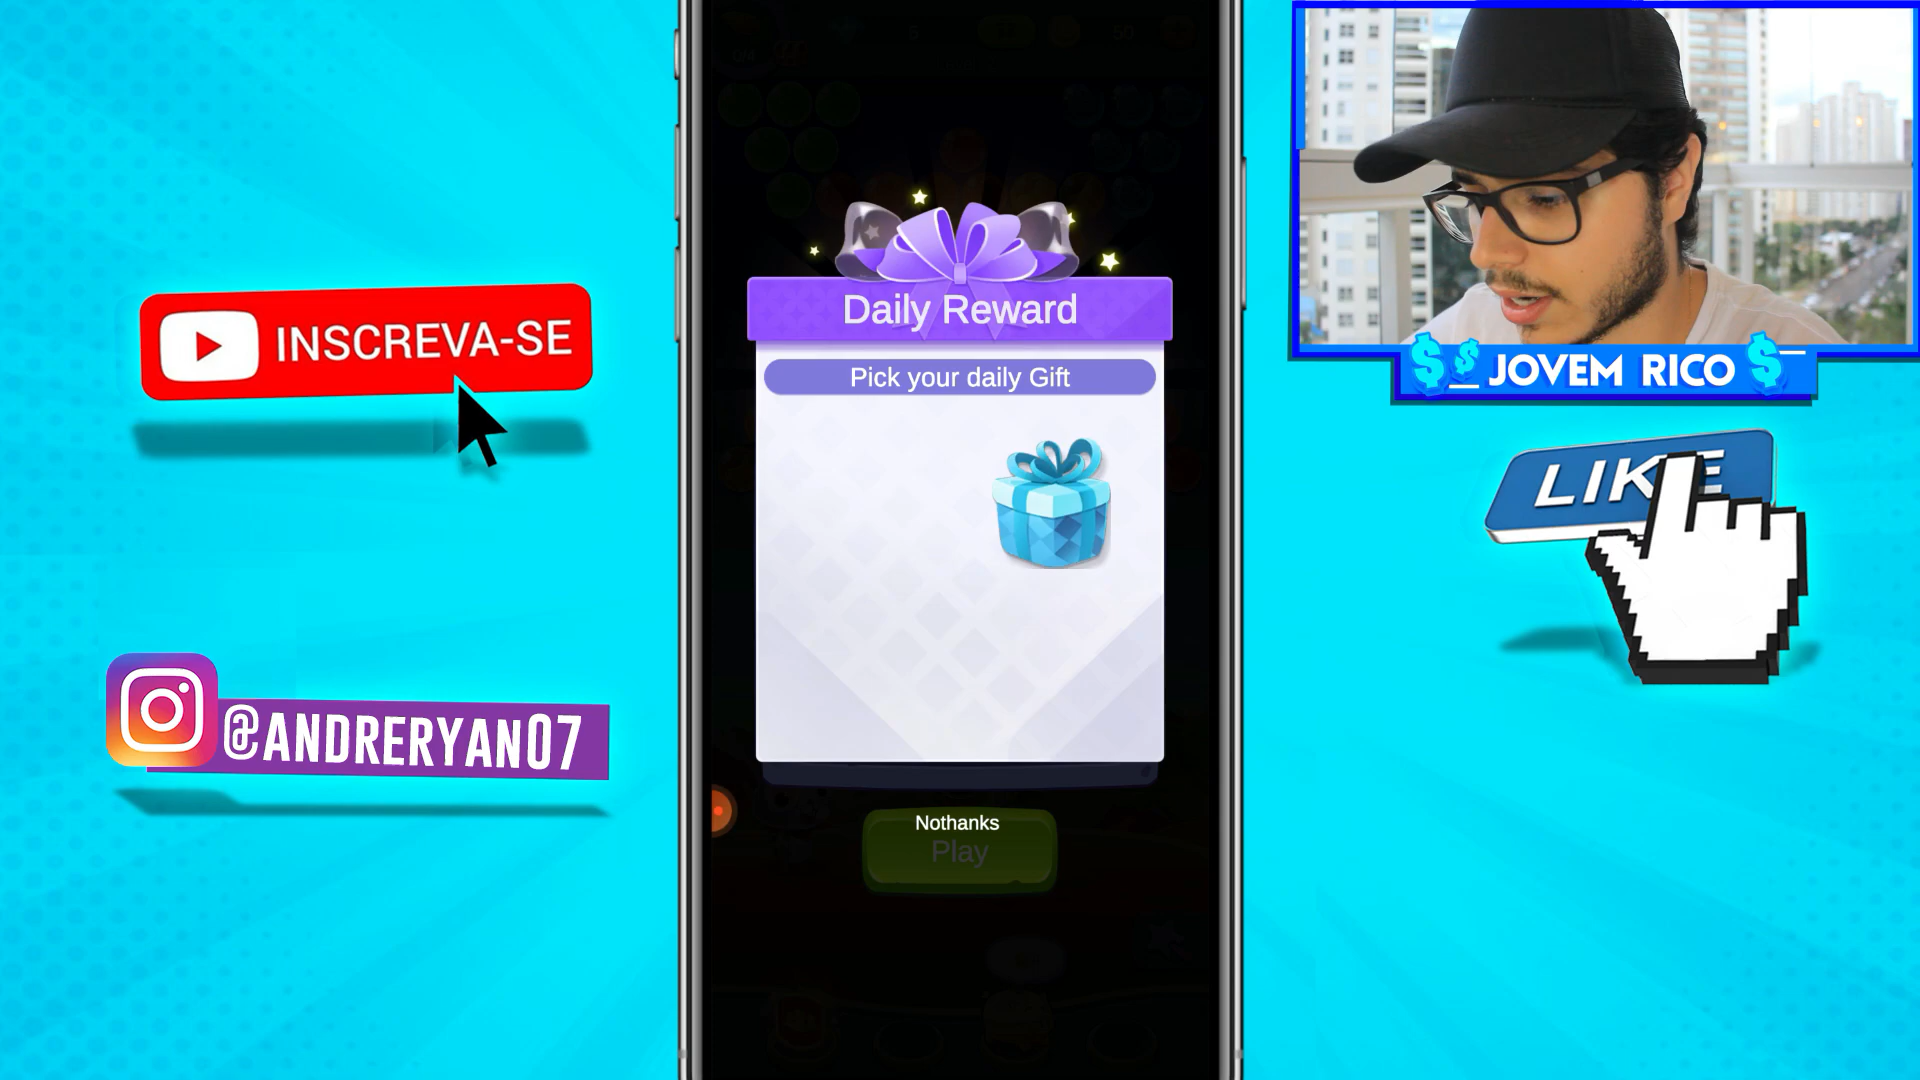 INSCREVA-SE
@ANDRERYAN07
Daily Reward
Pick your daily Gift
Nothanks
Play
JOVEM RICO
LIKE